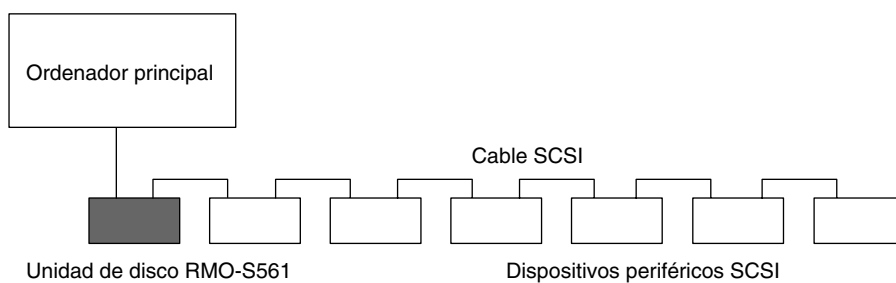 Ordenador principal
Cable SCSI
Unidad de disco RMO-S561
Dispositivos periféricos SCSI